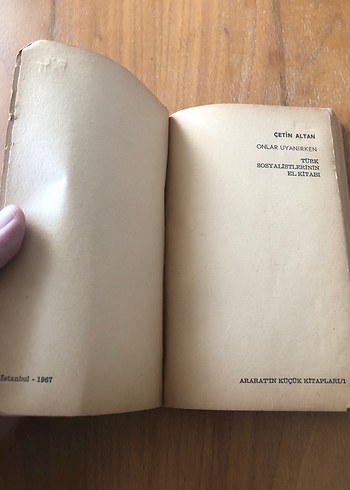 İstanbul - 1967
ÇETİN ALTAN
ONLAR UYANIRKEN
TÜRK
SOSYALİSTLERİNİN
EL KİTABI
ARARAT'IN KÜÇÜK KİTAPLARI/1